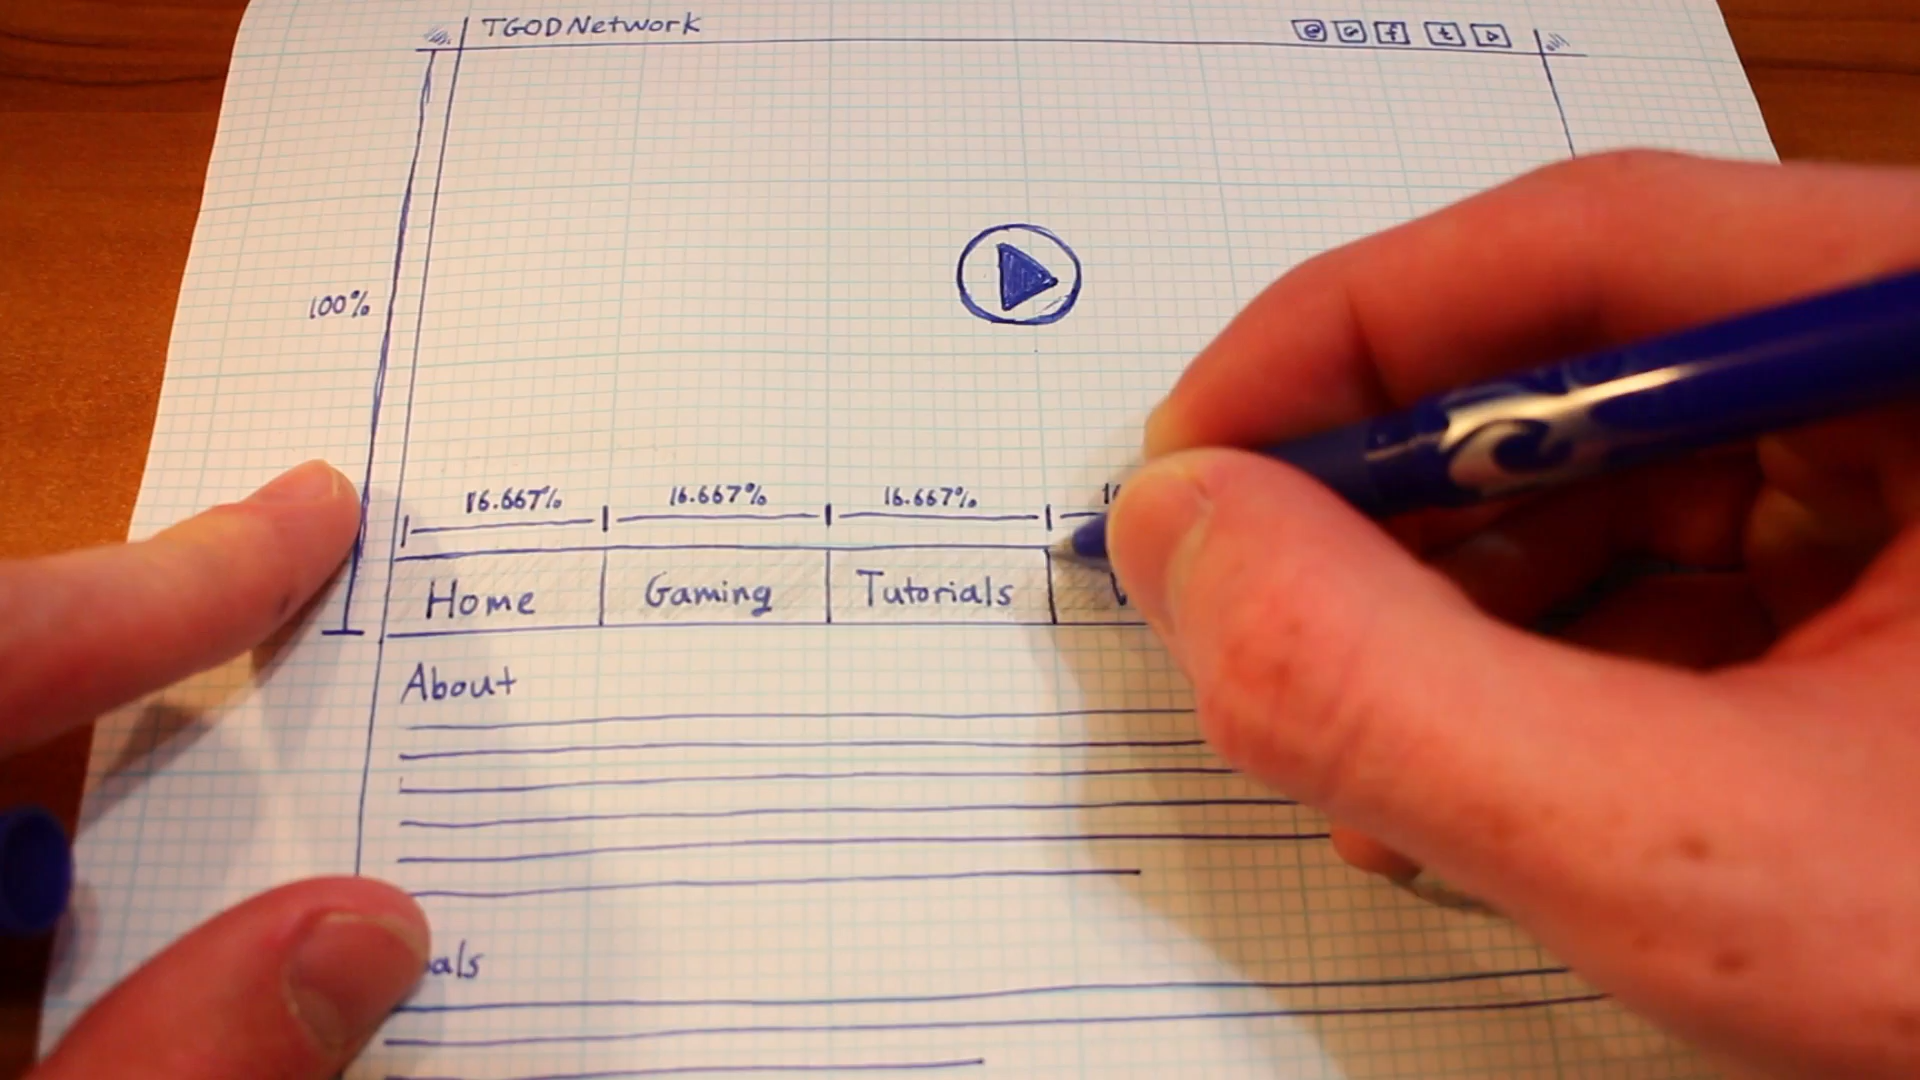 TGODNetwork
f t
100%
16.667% 16.667% 16.667%
Home Gaming Tutorials
About